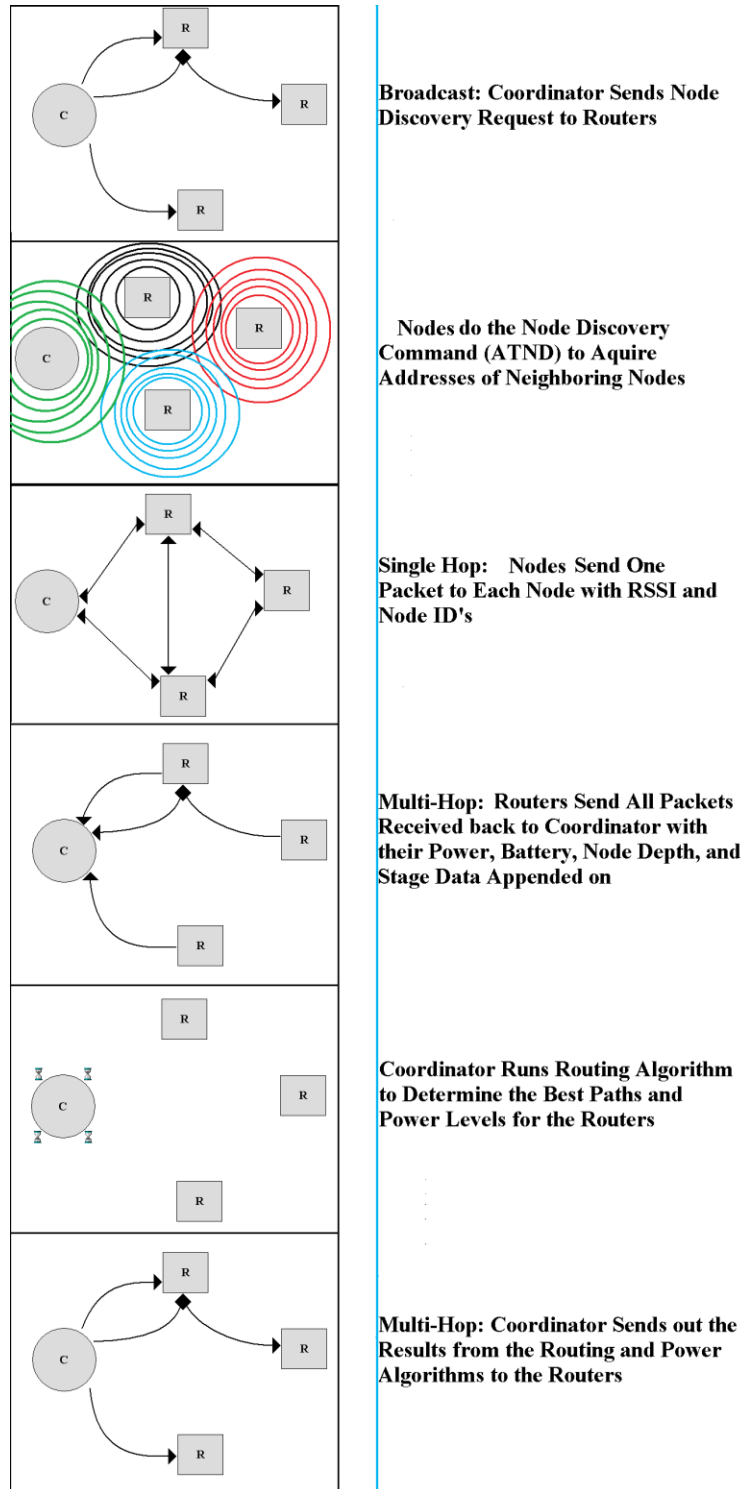 R
C
R
R
Broadcast: Coordinator Sends Node
Discovery Request to Routers
R
R
C
R
Nodes do the Node Discovery
Command (ATND) to Aquire
Addresses of Neighboring Nodes
R
R
C
R
Single Hop: Nodes Send One
Packet to Each Node with RSSI and
Node ID's
R
R
C
R
Multi-Hop: Routers Send All Packets
Received back to Coordinator with
their Power, Battery, Node Depth, and
Stage Data Appended on
R
R
C
R
Coordinator Runs Routing Algorithm
to Determine the Best Paths and
Power Levels for the Routers
R
R
C
R
Multi-Hop: Coordinator Sends out the
Results from the Routing and Power
Algorithms to the Routers